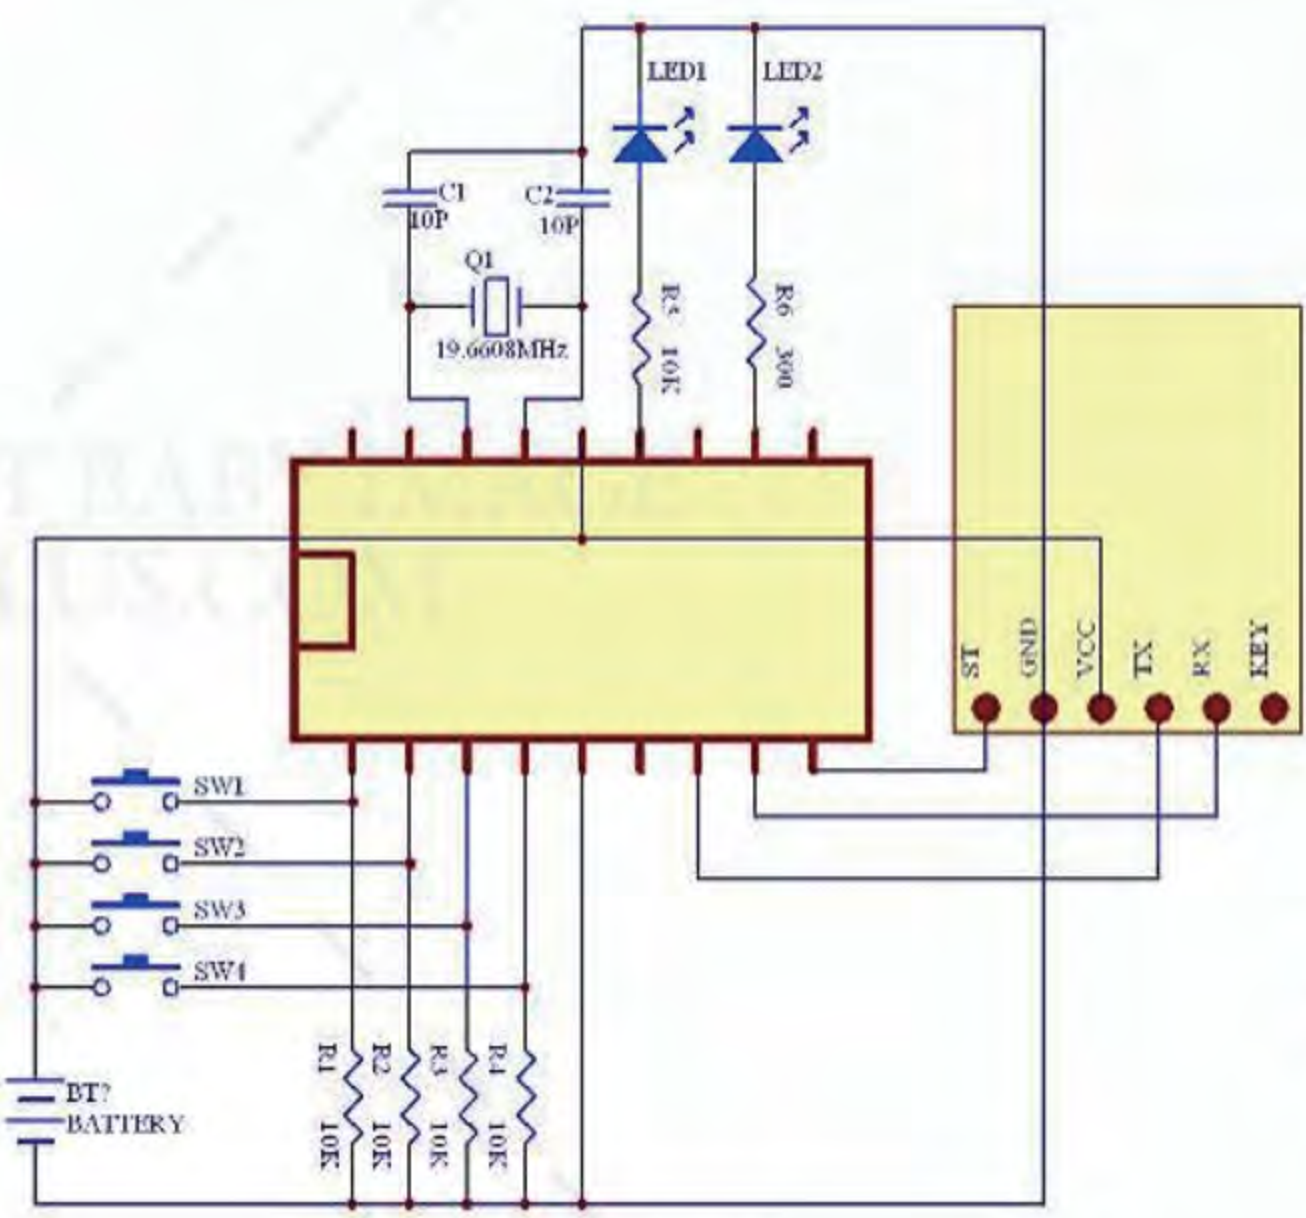 LED1
LED2
C1
10P
C2
10P
Q1
19.6608MHz
R5 10K
R6 300
ST
GND
VCC
TX
RX
KEY
SW1
SW2
SW3
SW4
BT?
BATTERY
R1 10K
R2 10K
R3 10K
R4 10K